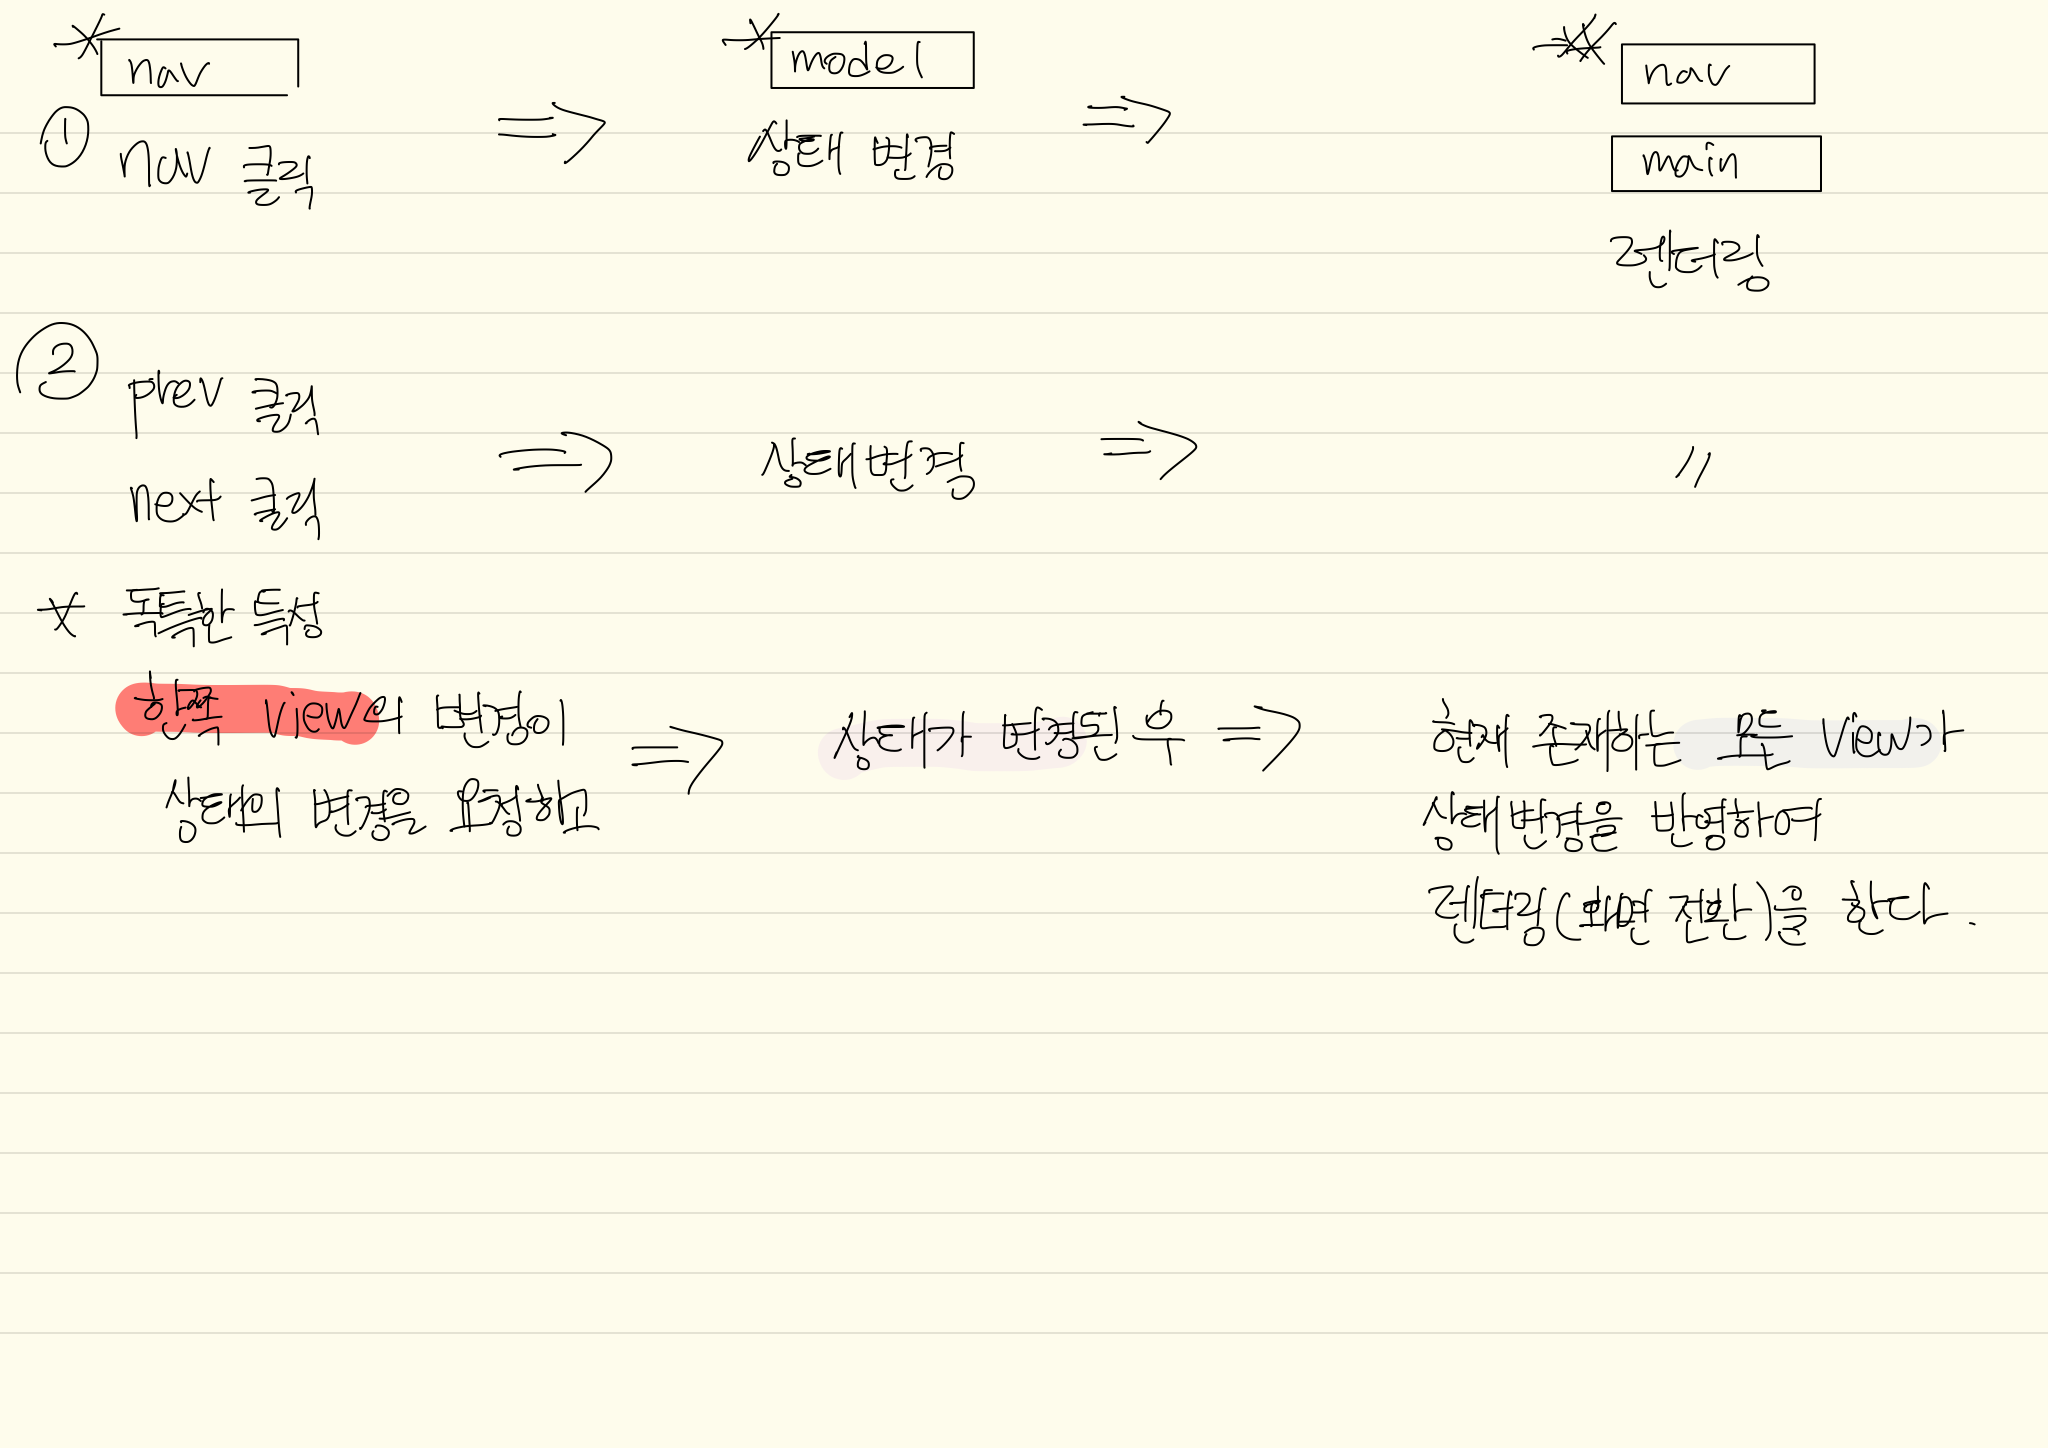 * nav ⇒ * model ⇒ ** nav
① nav 클릭 상태 변경 main
렌더링
② prev 클릭
next 클릭 ⇒ 상태변경 ⇒ 〃
* 독특한 특성
한쪽 view의 변경이 ⇒ 상태가 변경된 후 ⇒ 현재 존재하는 모든 view가
상태의 변경을 요청하고 상태변경을 반영하여
렌더링(화면 전환)을 한다.